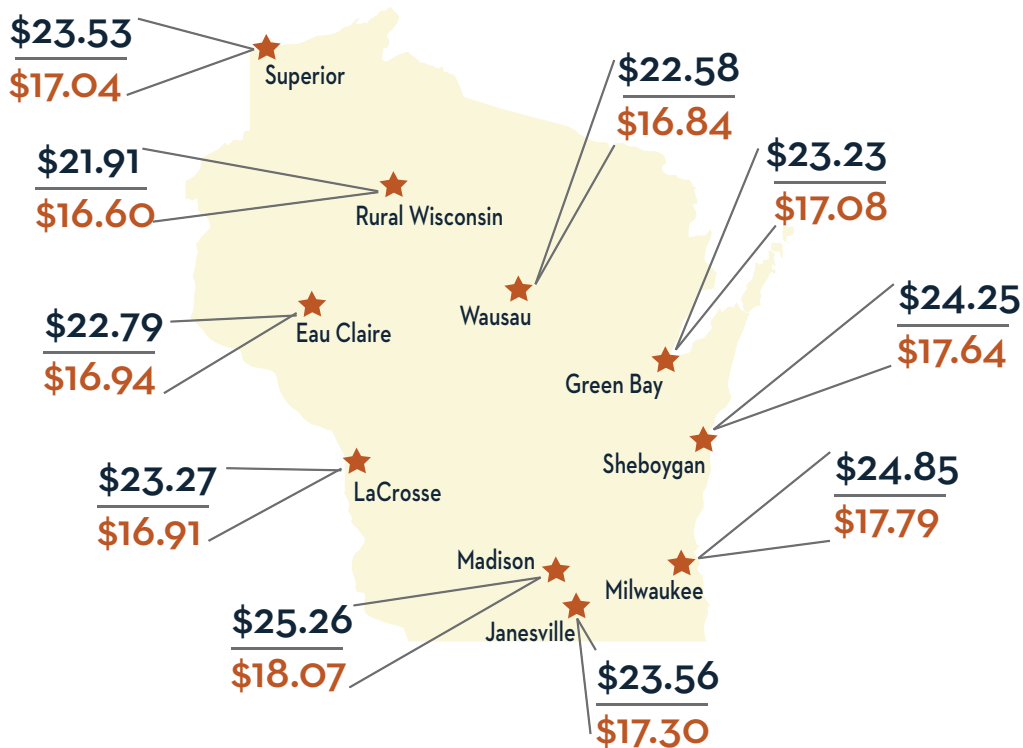 $23.53
$17.04
Superior
$22.58
$16.84
$21.91
$16.60
Rural Wisconsin
$23.23
$17.08
Wausau
$22.79
$16.94
Eau Claire
$24.25
$17.64
Green Bay
Sheboygan
$23.27
$16.91
LaCrosse
$24.85
$17.79
Madison
Milwaukee
$25.26
$18.07
Janesville
$23.56
$17.30